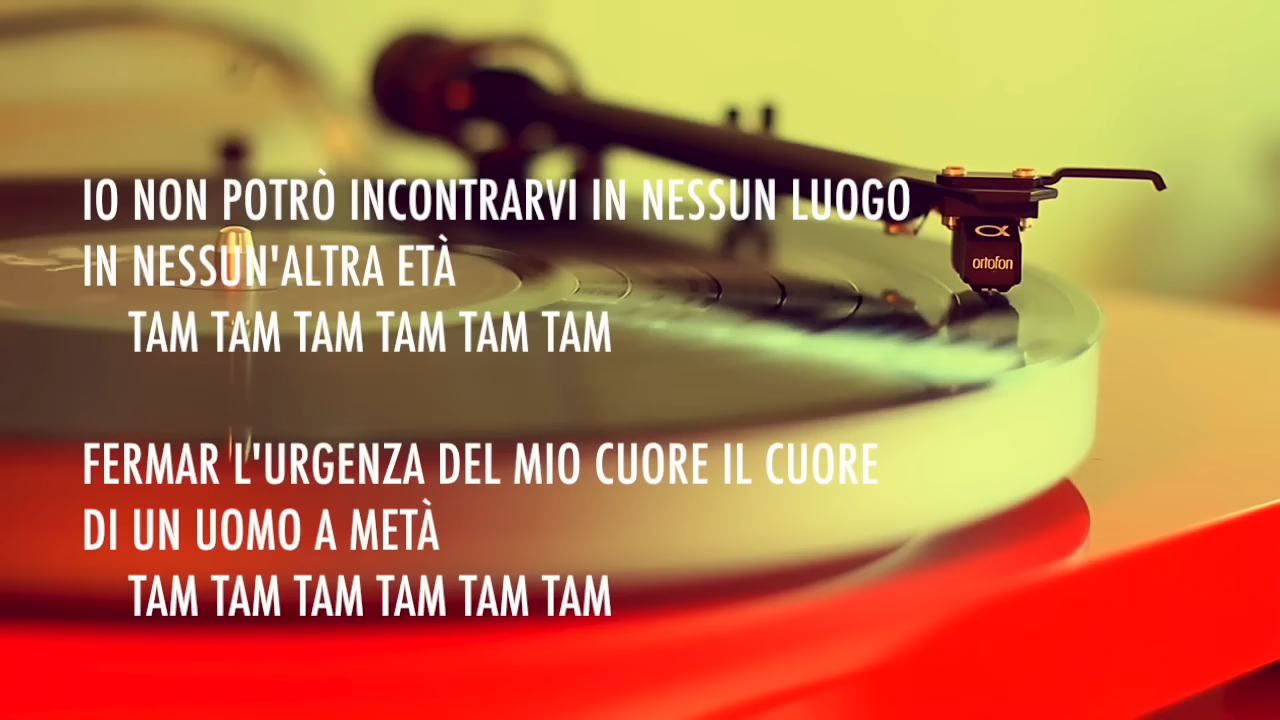 IO NON POTRÒ INCONTRARVI IN NESSUN LUOGO
IN NESSUN'ALTRA ETÀ
TAM TAM TAM TAM TAM TAM
FERMAR L'URGENZA DEL MIO CUORE IL CUORE
DI UN UOMO A METÀ
TAM TAM TAM TAM TAM TAM
ortofon